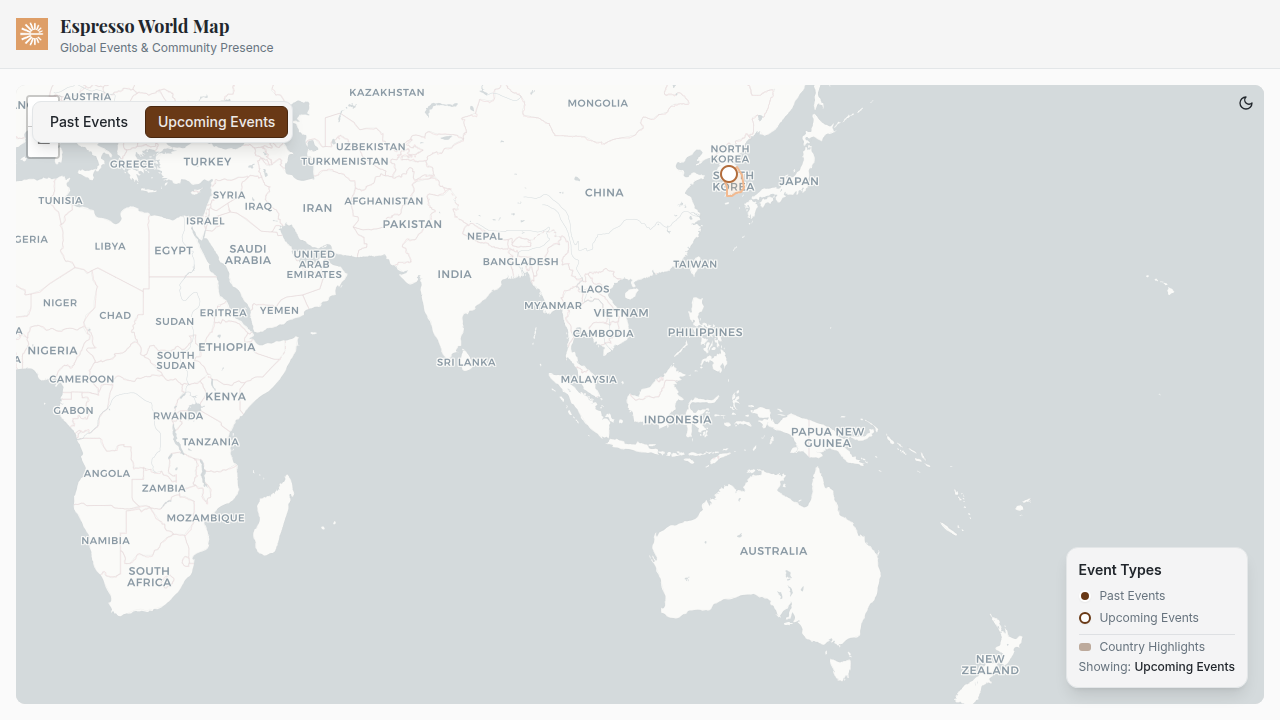 Espresso World Map
Global Events & Community Presence
Past Events
Upcoming Events
AUSTRIA
KAZAKHSTAN
MONGOLIA
UZBEKISTAN
NORTH
KOREA
GREECE
TURKEY
TURKMENISTAN
SOUTH
KOREA
JAPAN
TUNISIA
SYRIA
IRAQ
IRAN
AFGHANISTAN
CHINA
ISRAEL
PAKISTAN
GERIA
LIBYA
EGYPT
SAUDI
ARABIA
UNITED
ARAB
EMIRATES
NEPAL
BANGLADESH
INDIA
TAIWAN
LAOS
NIGER
CHAD
SUDAN
ERITREA
YEMEN
MYANMAR
VIETNAM
CAMBODIA
PHILIPPINES
NIGERIA
SOUTH
SUDAN
ETHIOPIA
SRI LANKA
CAMEROON
MALAYSIA
GABON
RWANDA
KENYA
INDONESIA
TANZANIA
PAPUA NEW
GUINEA
ANGOLA
ZAMBIA
MOZAMBIQUE
NAMIBIA
SOUTH
AFRICA
AUSTRALIA
NEW
ZEALAND
Event Types
Past Events
Upcoming Events
Country Highlights
Showing: Upcoming Events